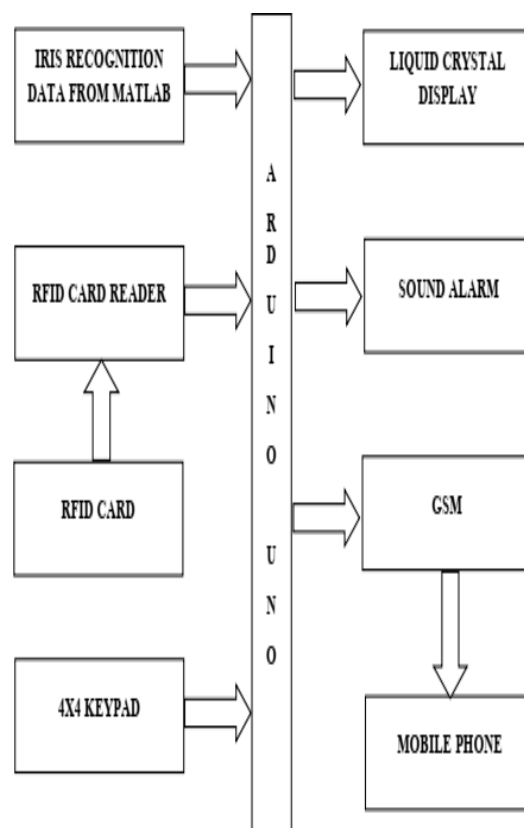 IRIS RECOGNITION
DATA FROM MATLAB
RFID CARD READER
RFID CARD
4X4 KEYPAD
A
R
D
U
I
N
O
U
N
O
LIQUID CRYSTAL
DISPLAY
SOUND ALARM
GSM
MOBILE PHONE